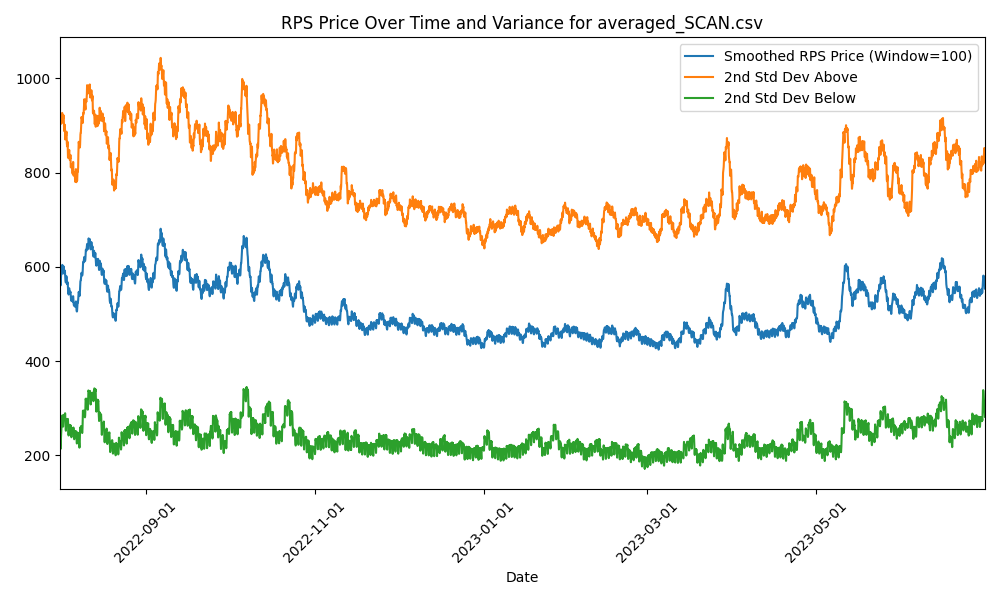 RPS Price Over Time and Variance for averaged_SCAN.csv
Smoothed RPS Price (Window=100)
2nd Std Dev Above
2nd Std Dev Below
1000
800
600
400
200
2022-09-01
2022-11-01
2023-01-01
2023-03-01
2023-05-01
Date